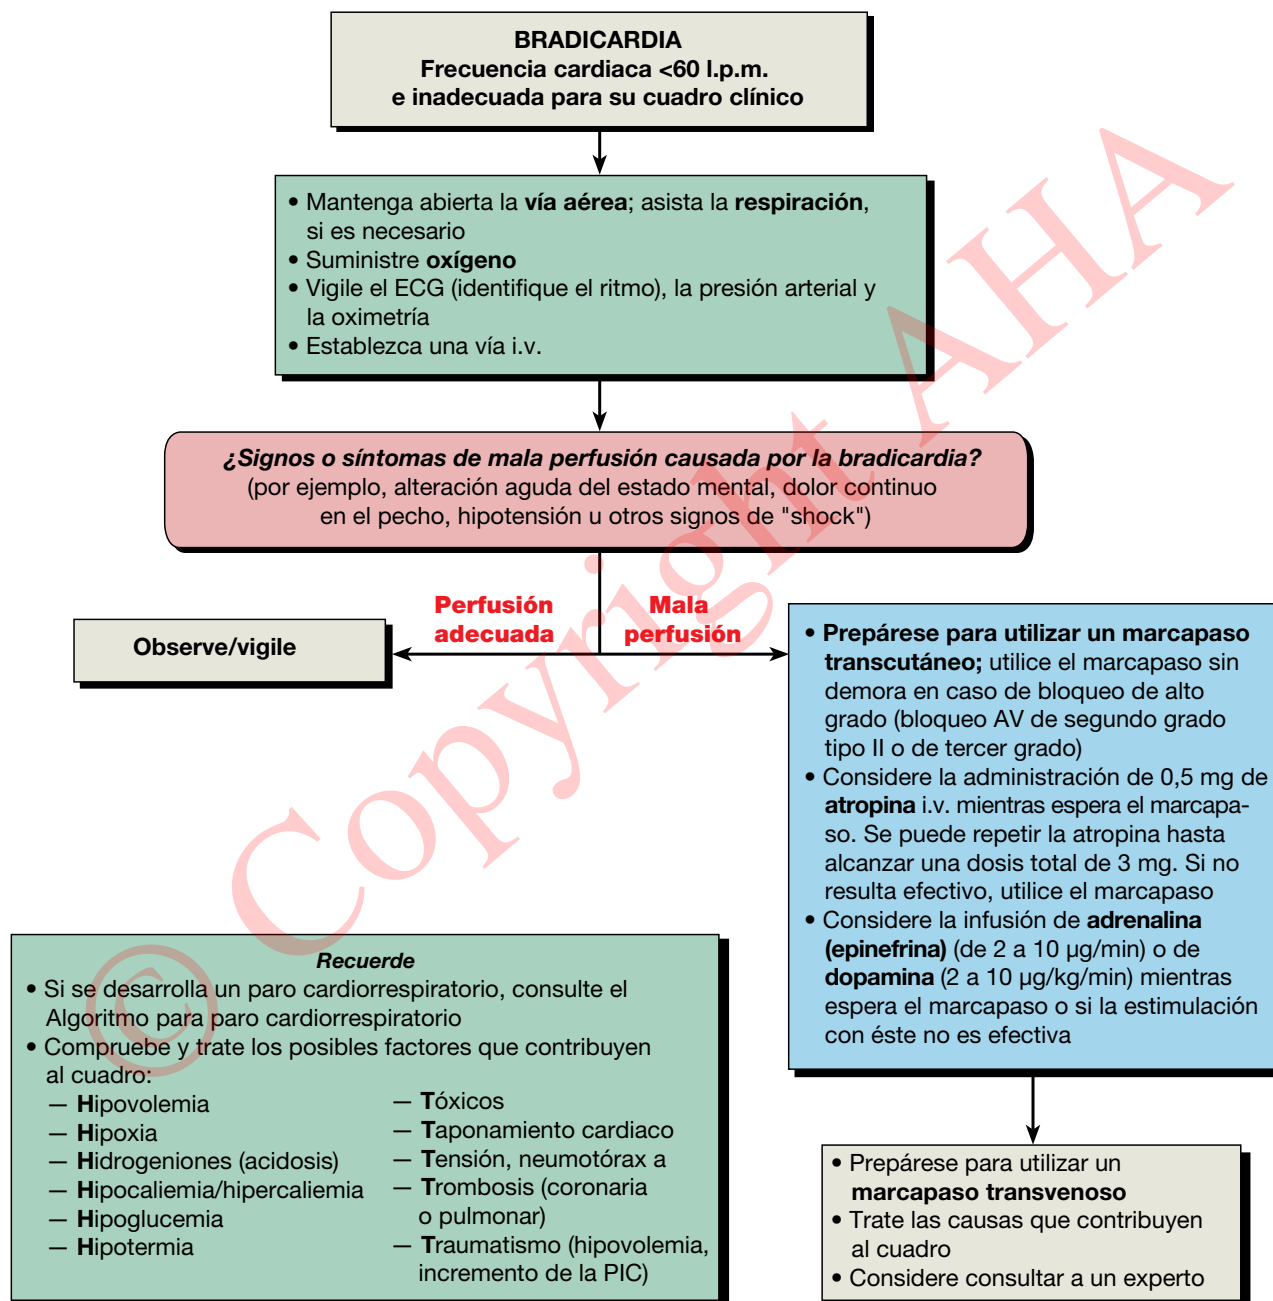 BRADICARDIA
Frecuencia cardiaca <60 l.p.m.
e inadecuada para su cuadro clínico
• Mantenga abierta la vía aérea; asista la respiración,
si es necesario
• Suministre oxígeno
• Vigile el ECG (identifique el ritmo), la presión arterial y
la oximetría
• Establezca una vía i.v.
¿Signos o síntomas de mala perfusión causada por la bradicardia?
(por ejemplo, alteración aguda del estado mental, dolor continuo
en el pecho, hipotensión u otros signos de "shock")
Perfusión
adecuada
Mala
perfusión
Observe/vigile
• Prepárese para utilizar un marcapaso
transcutáneo; utilice el marcapaso sin
demora en caso de bloqueo de alto
grado (bloqueo AV de segundo grado
tipo II o de tercer grado)
• Considere la administración de 0,5 mg de
atropina i.v. mientras espera el marcapa-
so. Se puede repetir la atropina hasta
alcanzar una dosis total de 3 mg. Si no
resulta efectivo, utilice el marcapaso
• Considere la infusión de adrenalina
(epinefrina) (de 2 a 10 µg/min) o de
dopamina (2 a 10 µg/kg/min) mientras
espera el marcapaso o si la estimulación
con éste no es efectiva
Recuerde
• Si se desarrolla un paro cardiorrespiratorio, consulte el
Algoritmo para paro cardiorrespiratorio
• Compruebe y trate los posibles factores que contribuyen
al cuadro:
— Hipovolemia
— Hipoxia
— Hidrogeniones (acidosis)
— Hipocaliemia/hipercaliemia
— Hipoglucemia
— Hipotermia
— Tóxicos
— Taponamiento cardiaco
— Tensión, neumotórax a
— Trombosis (coronaria
o pulmonar)
— Traumatismo (hipovolemia,
incremento de la PIC)
• Prepárese para utilizar un
marcapaso transvenoso
• Trate las causas que contribuyen
al cuadro
• Considere consultar a un experto
© Copyright AHA